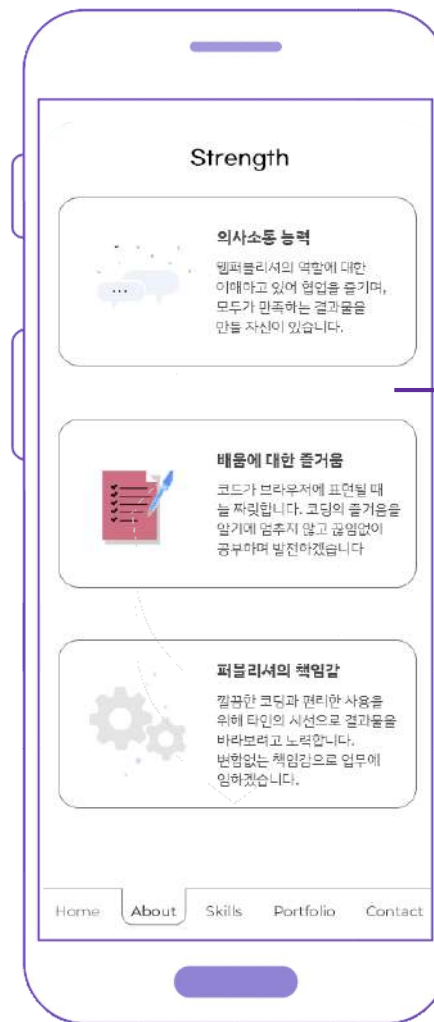 Strength
의사소통 능력
웹퍼블리셔의 역할에 대한
이해하고 있어 협업을 즐기며,
모두가 만족하는 결과물을
만들 자신이 있습니다.
배움에 대한 즐거움
코드가 브라우저에 표현될 때
늘 짜릿합니다. 코딩의 즐거움을
알기에 멈추지 않고 끊임없이
공부하며 발전하겠습니다
퍼블리셔의 책임감
깔끔한 코딩과 편리한 사용을
위해 타인의 시선으로 결과물을
바라보려고 노력합니다.
변함없는 책임감으로 업무에
임하겠습니다.
Home About Skills Portfolio Contact